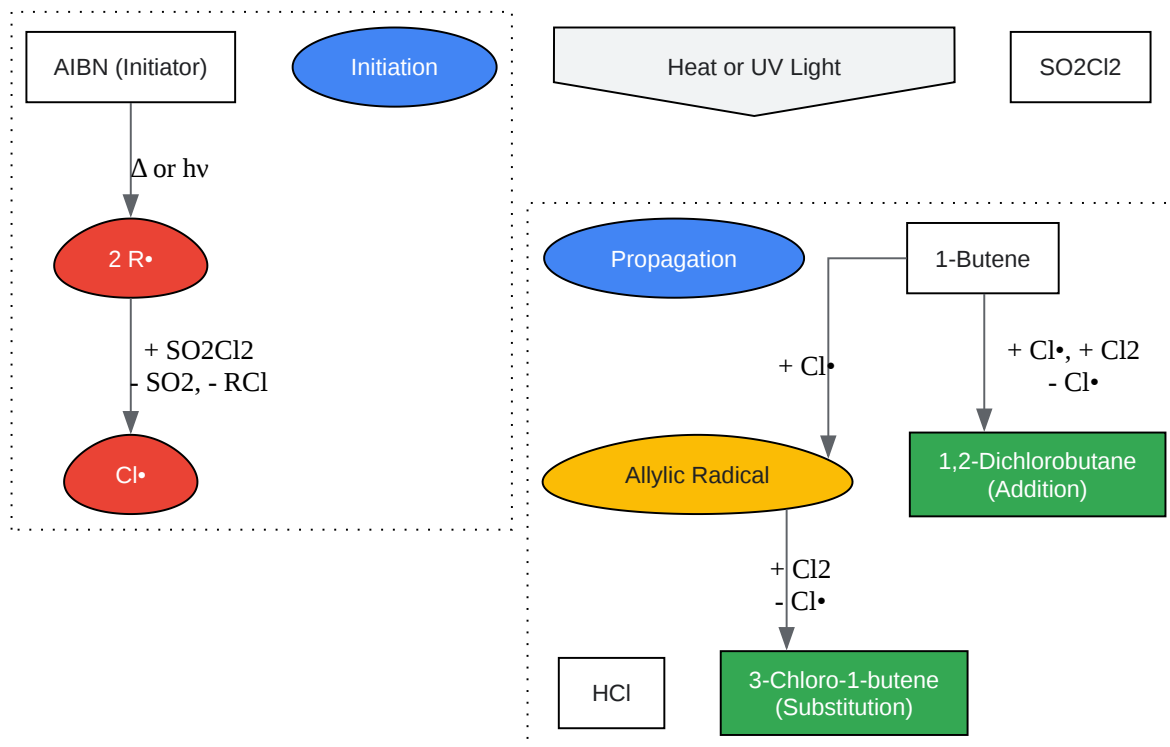 AIBN (Initiator)
Initiation
Heat or UV Light
SO2Cl2
Δ or hν
2 R•
Propagation
1-Butene
+ SO2Cl2
- SO2, - RCl
+ Cl•
+ Cl•, + Cl2
- Cl•
Cl•
Allylic Radical
1,2-Dichlorobutane
(Addition)
+ Cl2
- Cl•
HCl
3-Chloro-1-butene
(Substitution)